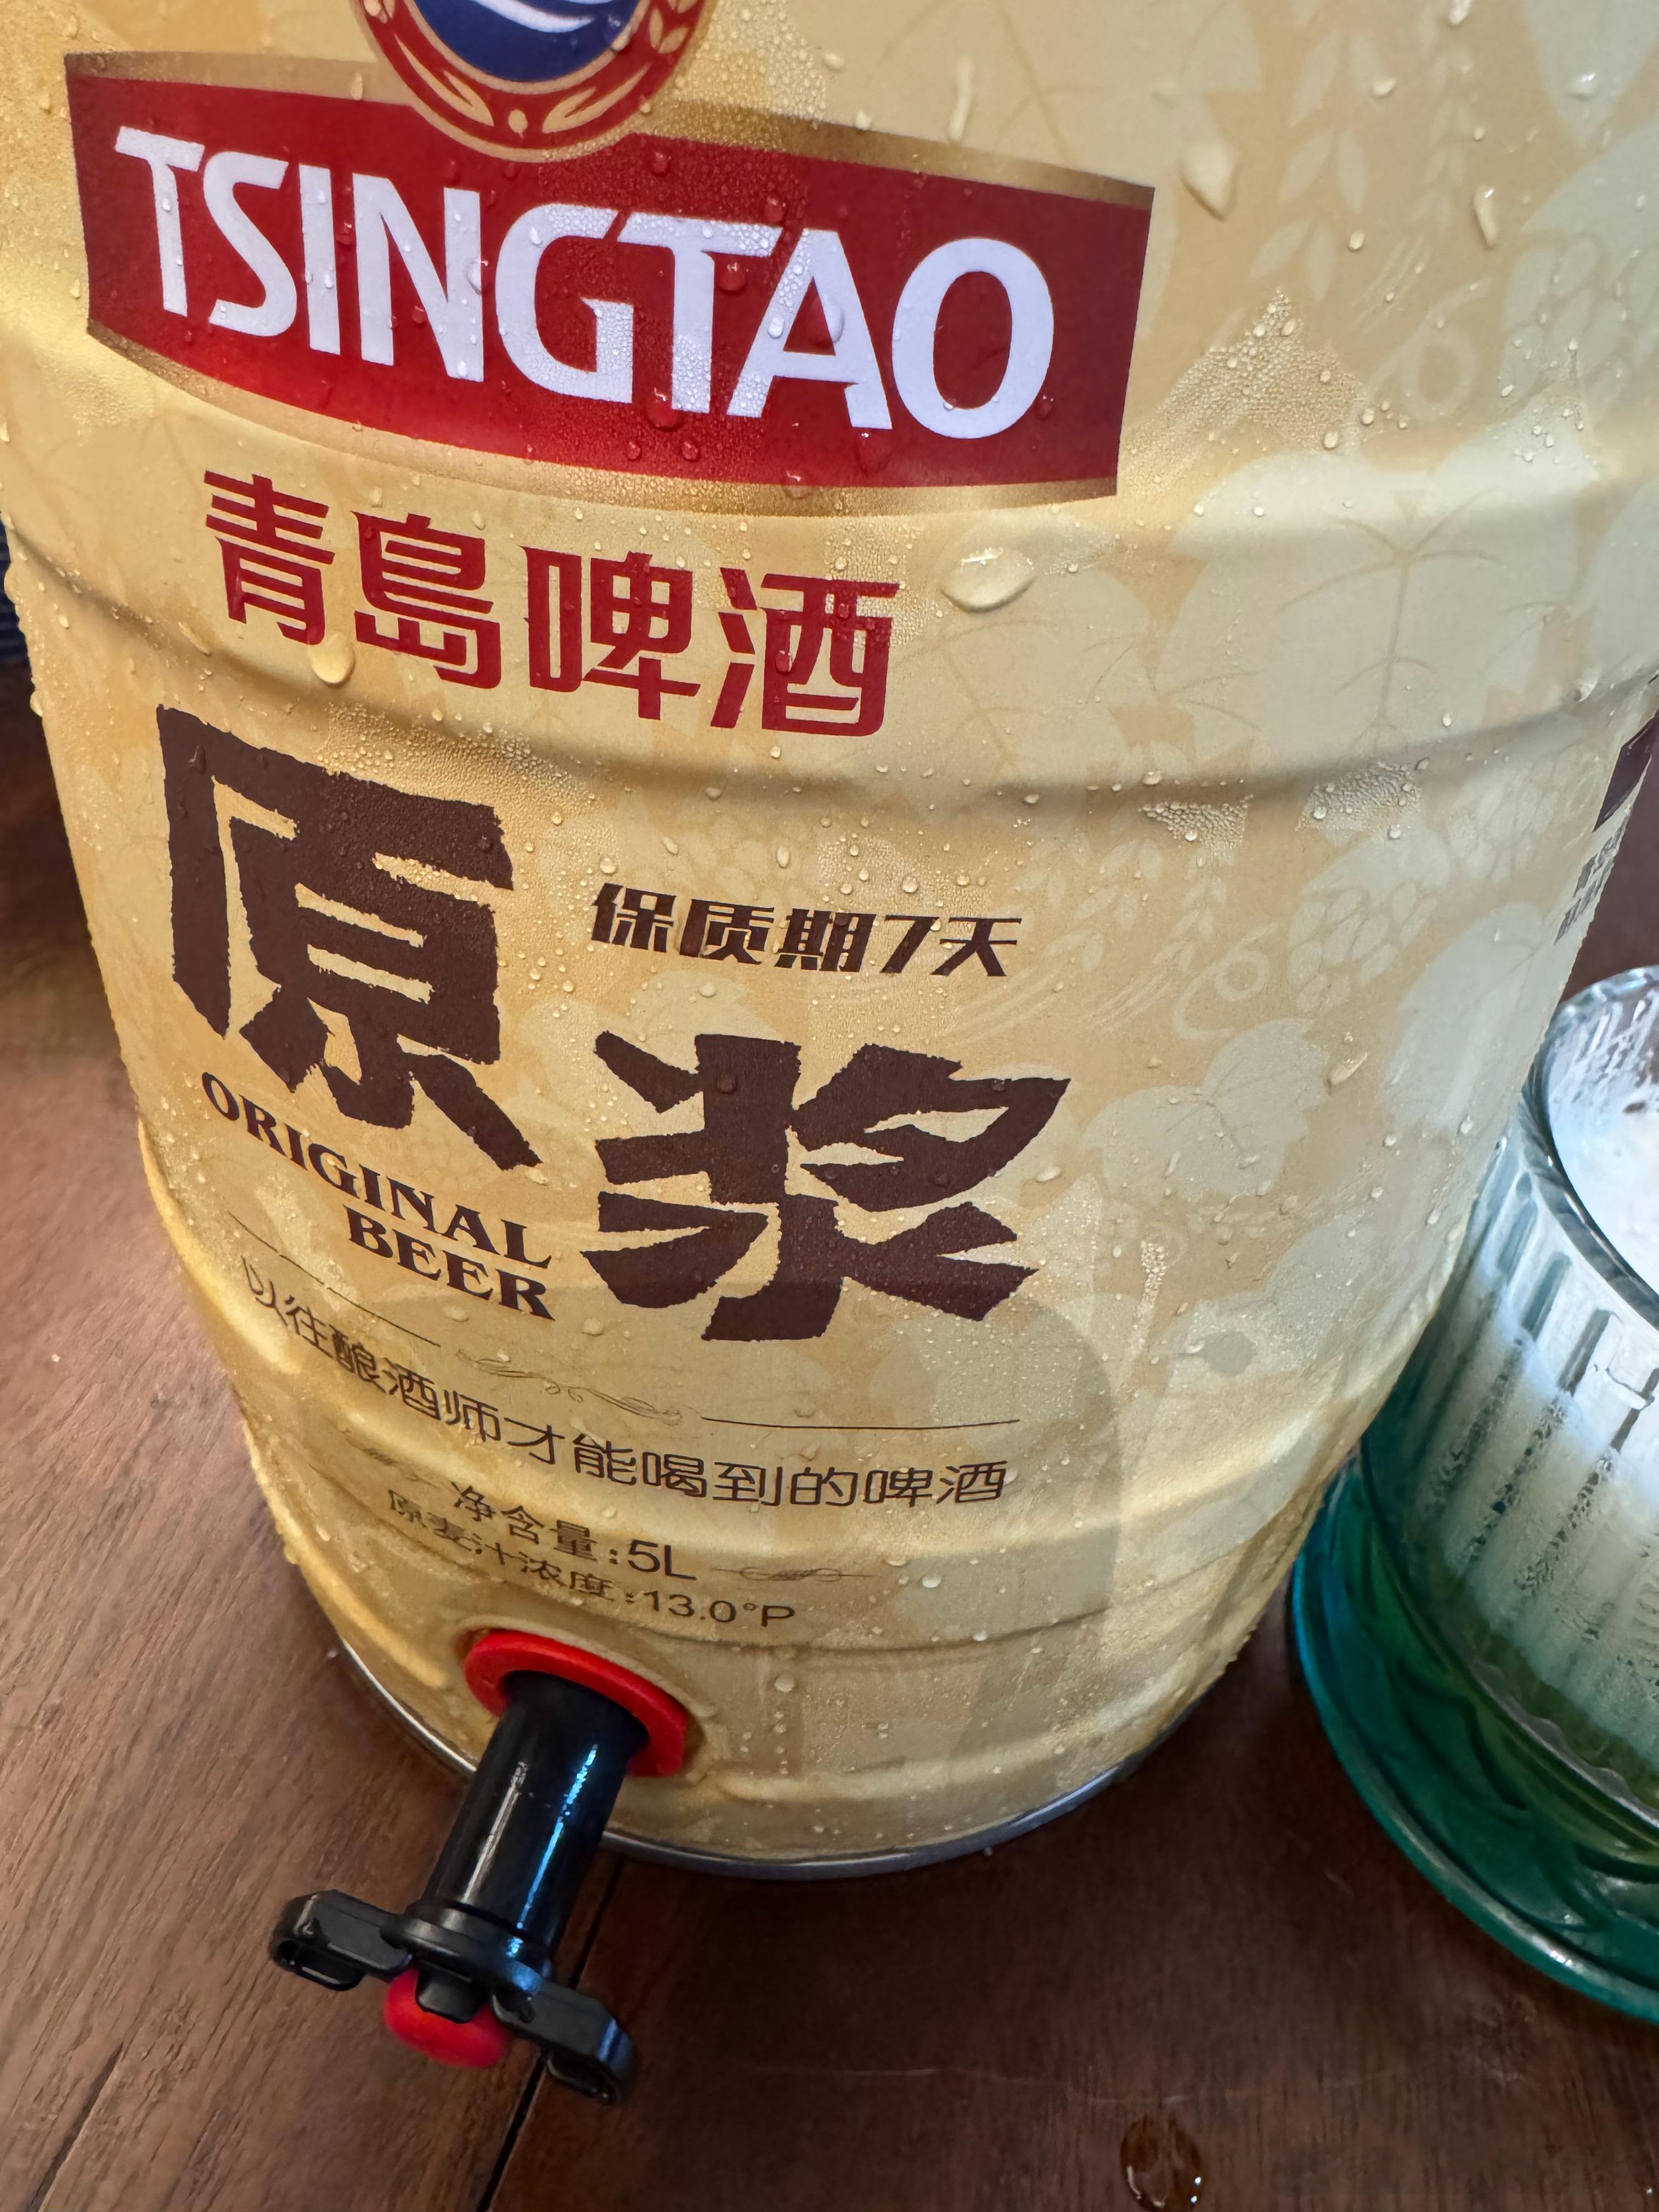 TSINGTAO
青島啤酒
原浆
保质期7天
ORIGINAL
BEER
以往酿酒师才能喝到的啤酒
净含量:5L
原麦汁浓度:13.0°P